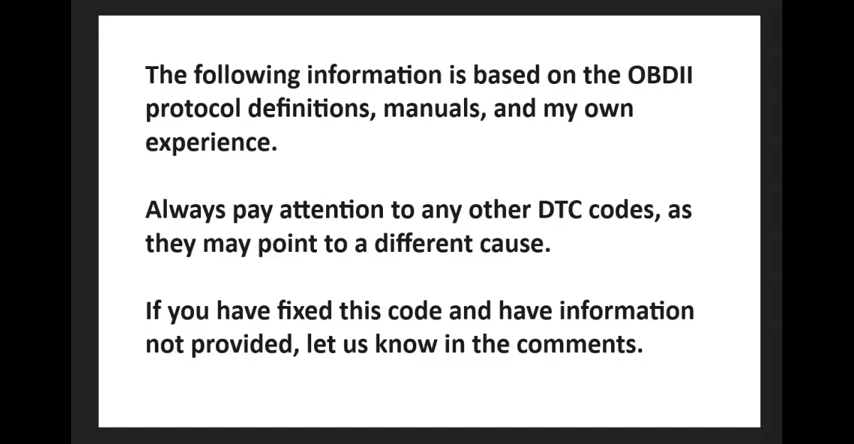 The following information is based on the OBDII
protocol definitions, manuals, and my own
experience.
Always pay attention to any other DTC codes, as
they may point to a different cause.
If you have fixed this code and have information
not provided, let us know in the comments.